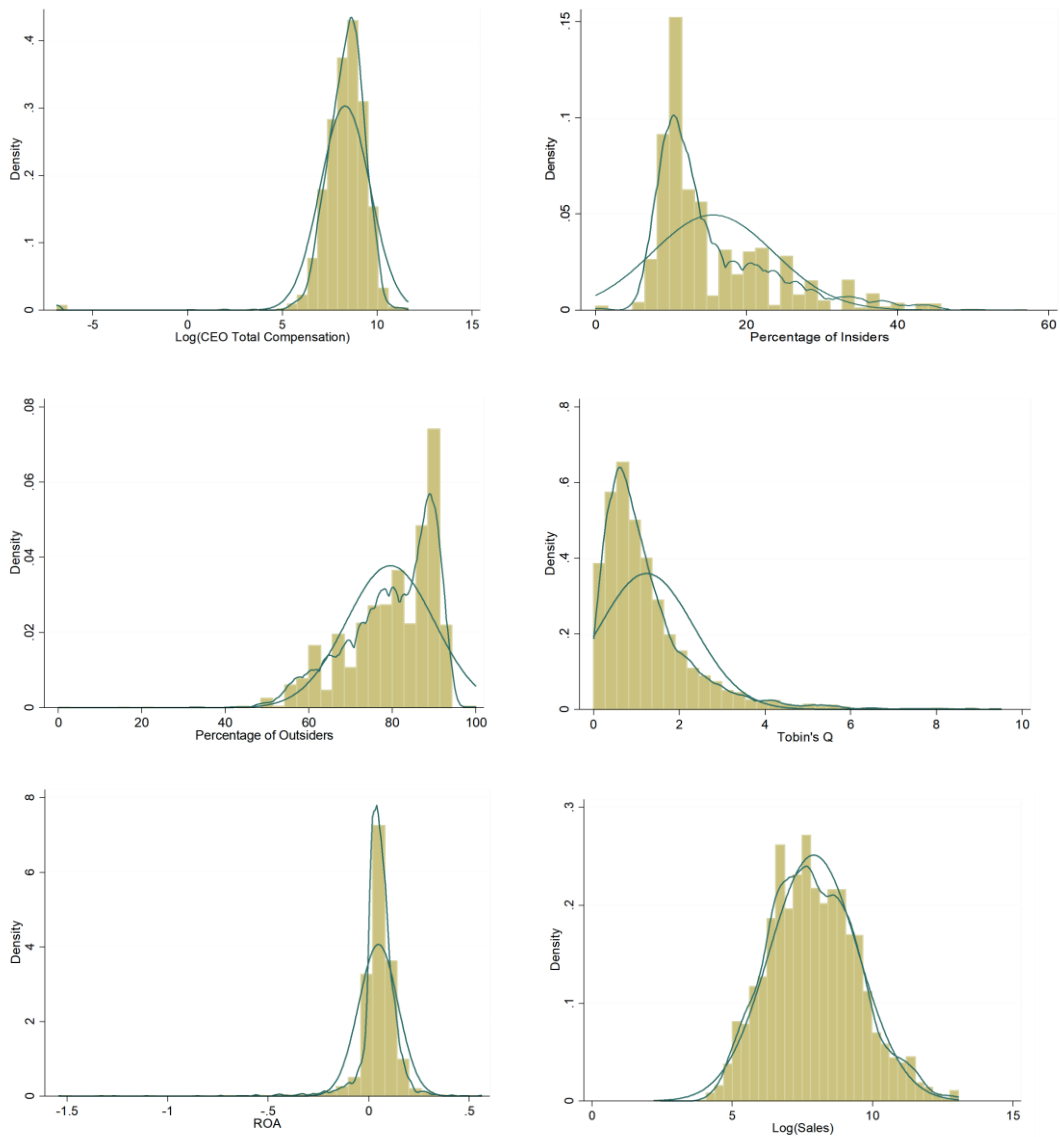 Density
0 .1 .2 .3 .4
-5 0 5 10 15
Log(CEO Total Compensation)
Density
0 .05 .1 .15
0 20 40 60
Percentage of Insiders
Density
0 .02 .04 .06 .08
0 20 40 60 80 100
Percentage of Outsiders
Density
0 .2 .4 .6 .8
0 2 4 6 8 10
Tobin's Q
Density
0 2 4 6 8
-1.5 -1 -.5 0 .5
ROA
Density
0 .1 .2 .3
0 5 10 15
Log(Sales)